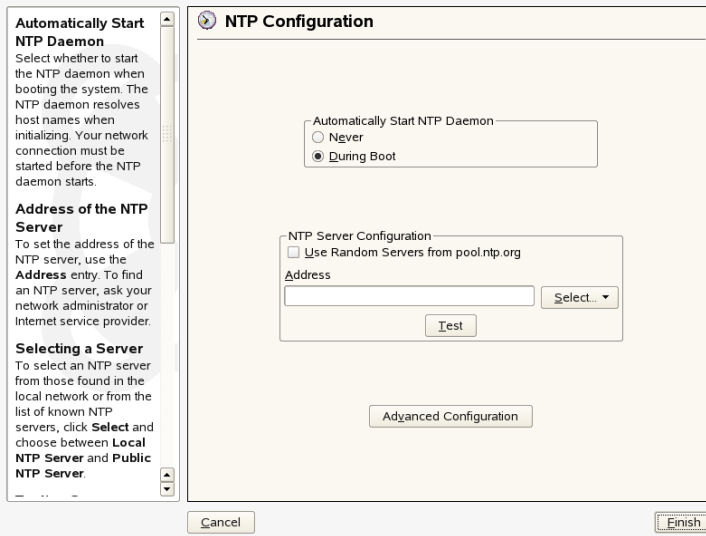 Automatically Start
NTP Daemon
Select whether to start
the NTP daemon when
booting the system. The
NTP daemon resolves
host names when
initializing. Your network
connection must be
started before the NTP
daemon starts.
Address of the NTP
Server
To set the address of the
NTP server, use the
Address entry. To find
an NTP server, ask your
network administrator or
Internet service provider.
Selecting a Server
To select an NTP server
from those found in the
local network or from the
list of known NTP
servers, click Select and
choose between Local
NTP Server and Public
NTP Server.
NTP Configuration
Automatically Start NTP Daemon
Never
During Boot
NTP Server Configuration
Use Random Servers from pool.ntp.org
Address
Select...
Test
Advanced Configuration
Cancel
Finish